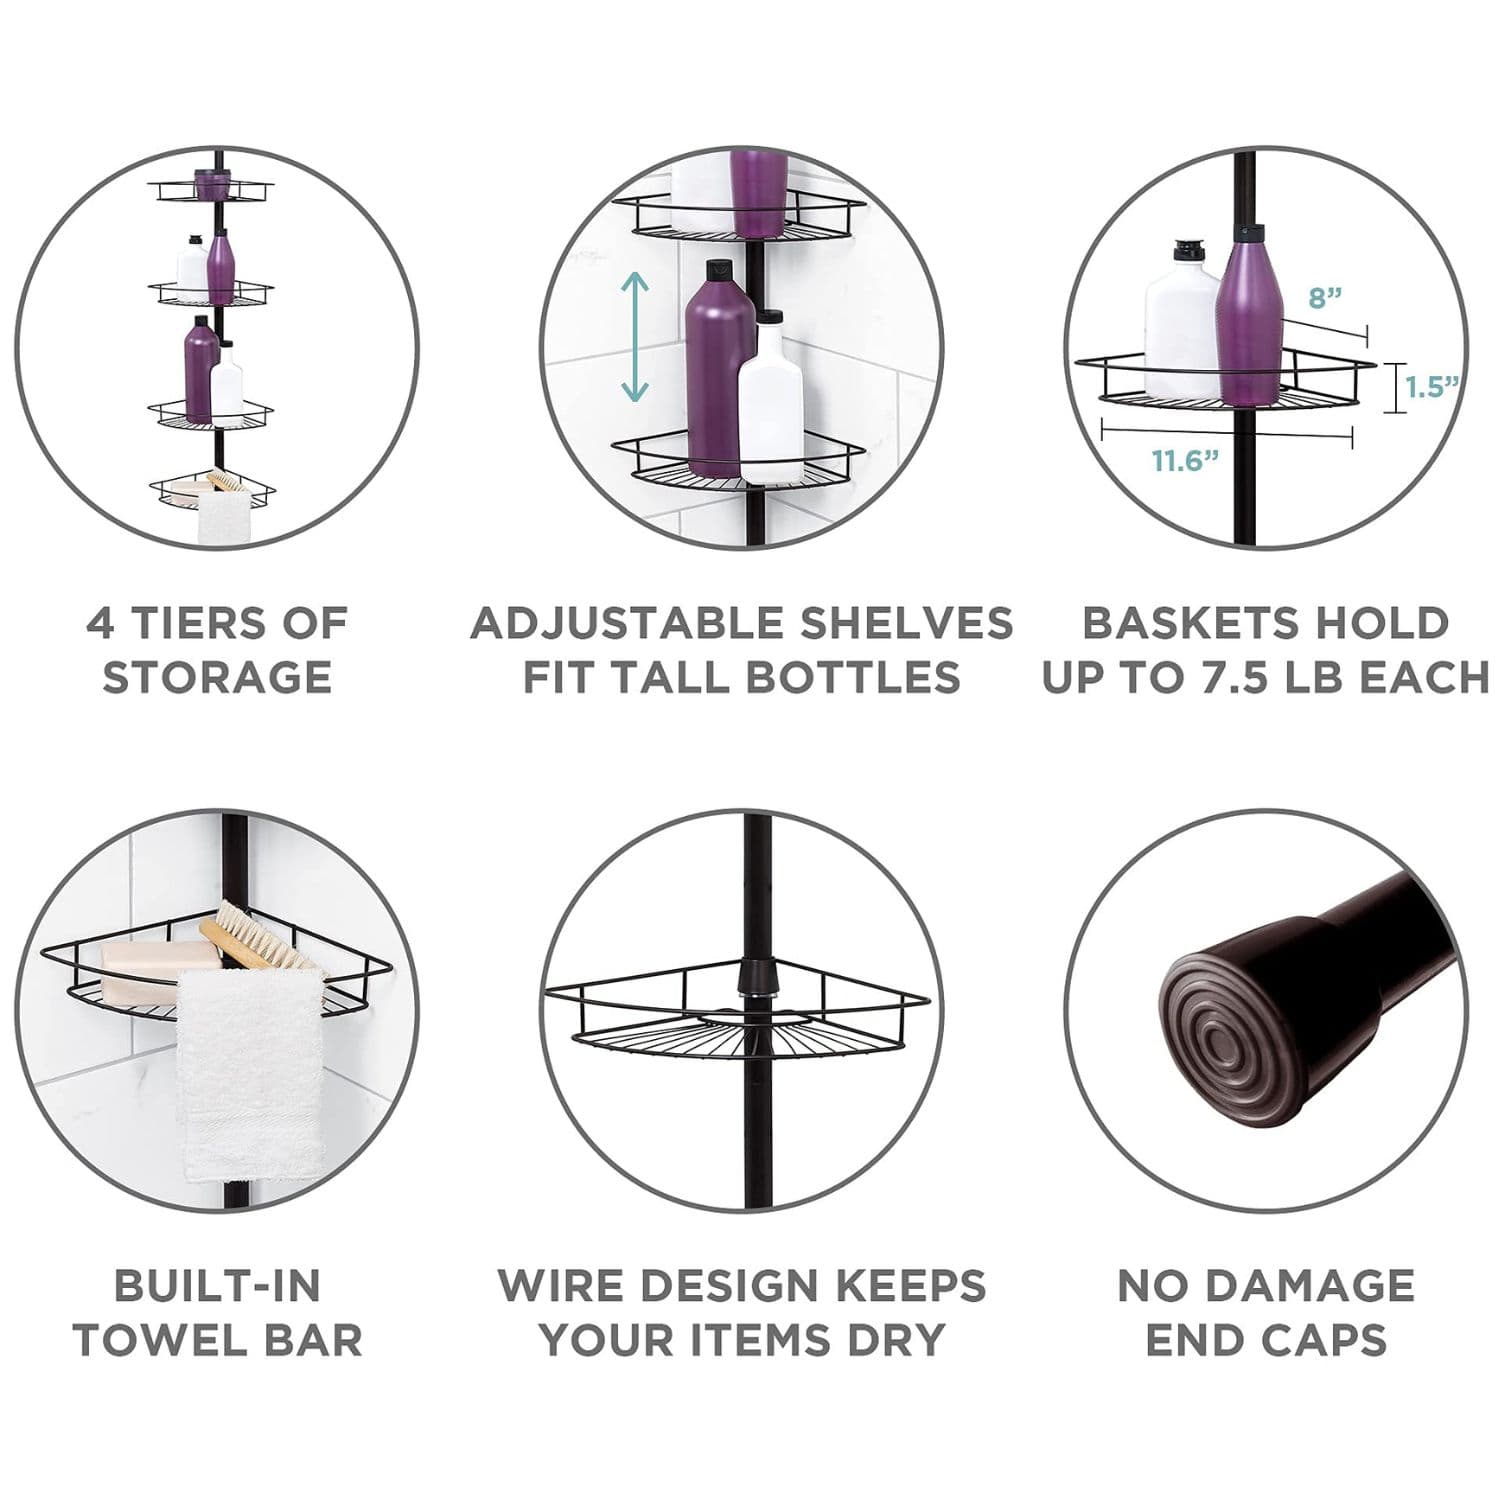 8”
1.5”
11.6”
4 TIERS OF
STORAGE
ADJUSTABLE SHELVES
FIT TALL BOTTLES
BASKETS HOLD
UP TO 7.5 LB EACH
BUILT-IN
TOWEL BAR
WIRE DESIGN KEEPS
YOUR ITEMS DRY
NO DAMAGE
END CAPS